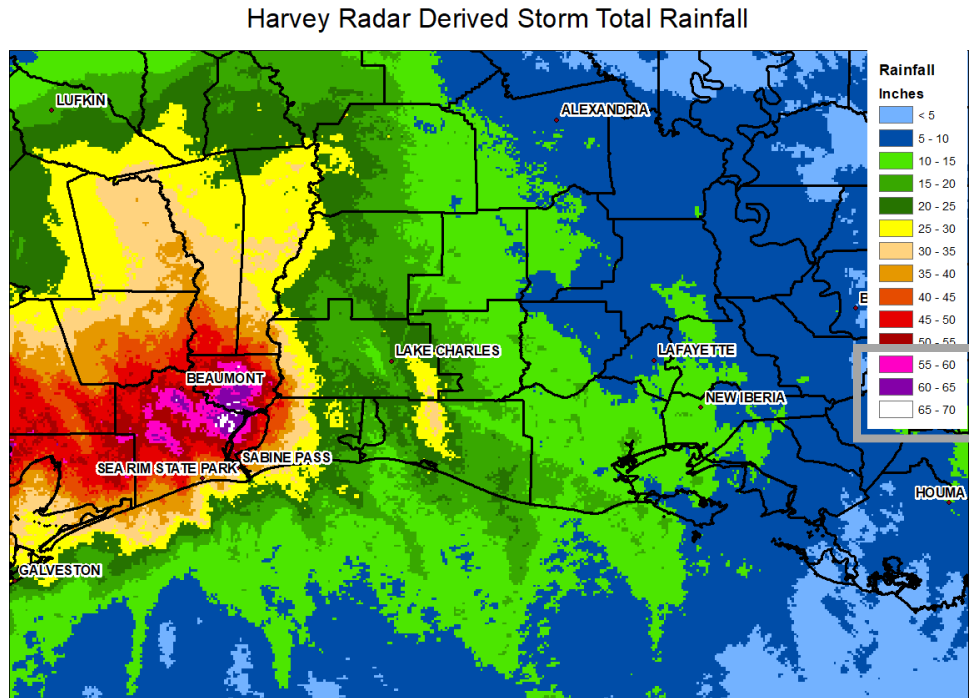 Harvey Radar Derived Storm Total Rainfall
Rainfall
Inches
< 5
5 - 10
10 - 15
15 - 20
20 - 25
25 - 30
30 - 35
35 - 40
40 - 45
45 - 50
50 - 55
55 - 60
60 - 65
65 - 70
LUFKIN
ALEXANDRIA
LAKE CHARLES
LAFAYETTE
BEAUMONT
NEW IBERIA
SABINE PASS
SEA RIM STATE PARK
HOUMA
GALVESTON